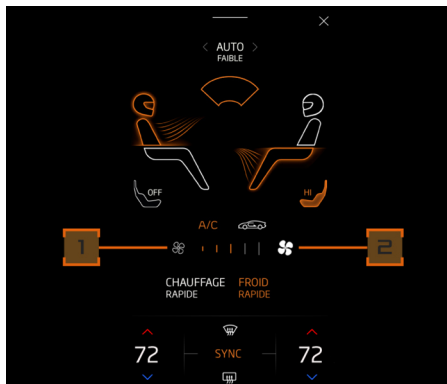 AUTO
FAIBLE
OFF
HI
A/C
1
2
CHAUFFAGE FROID
RAPIDE RAPIDE
72 SYNC 72